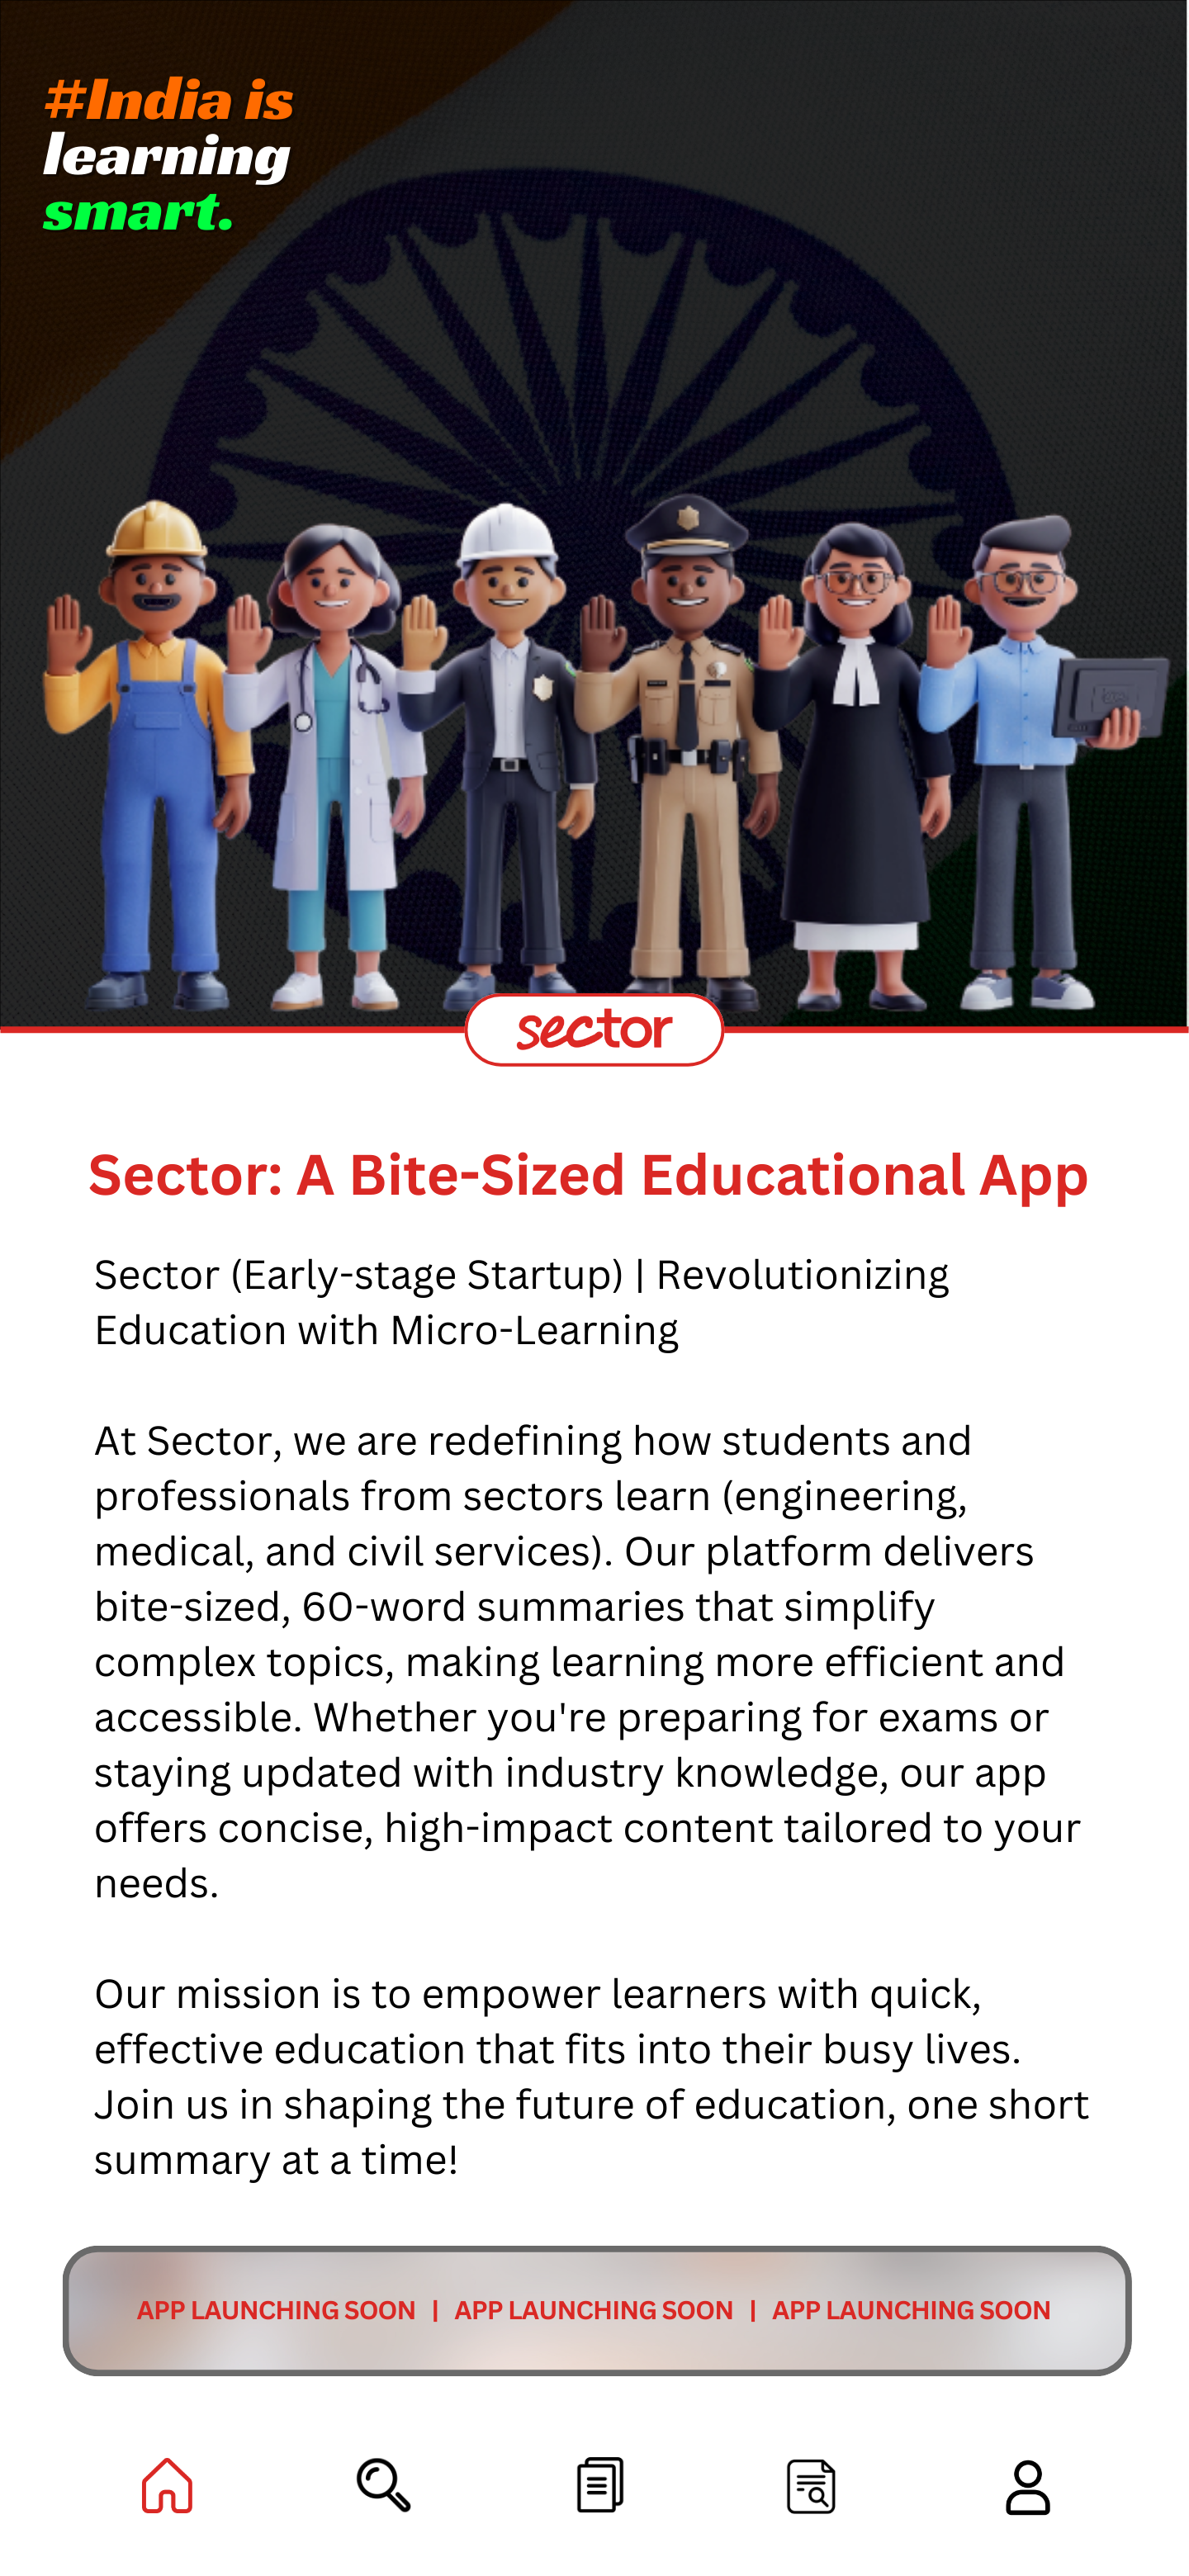 #India is
learning
smart.
sector
Sector: A Bite-Sized Educational App
Sector (Early-stage Startup) | Revolutionizing
Education with Micro-Learning
At Sector, we are redefining how students and
professionals from sectors learn (engineering,
medical, and civil services). Our platform delivers
bite-sized, 60-word summaries that simplify
complex topics, making learning more efficient and
accessible. Whether you're preparing for exams or
staying updated with industry knowledge, our app
offers concise, high-impact content tailored to your
needs.
Our mission is to empower learners with quick,
effective education that fits into their busy lives.
Join us in shaping the future of education, one short
summary at a time!
APP LAUNCHING SOON | APP LAUNCHING SOON | APP LAUNCHING SOON